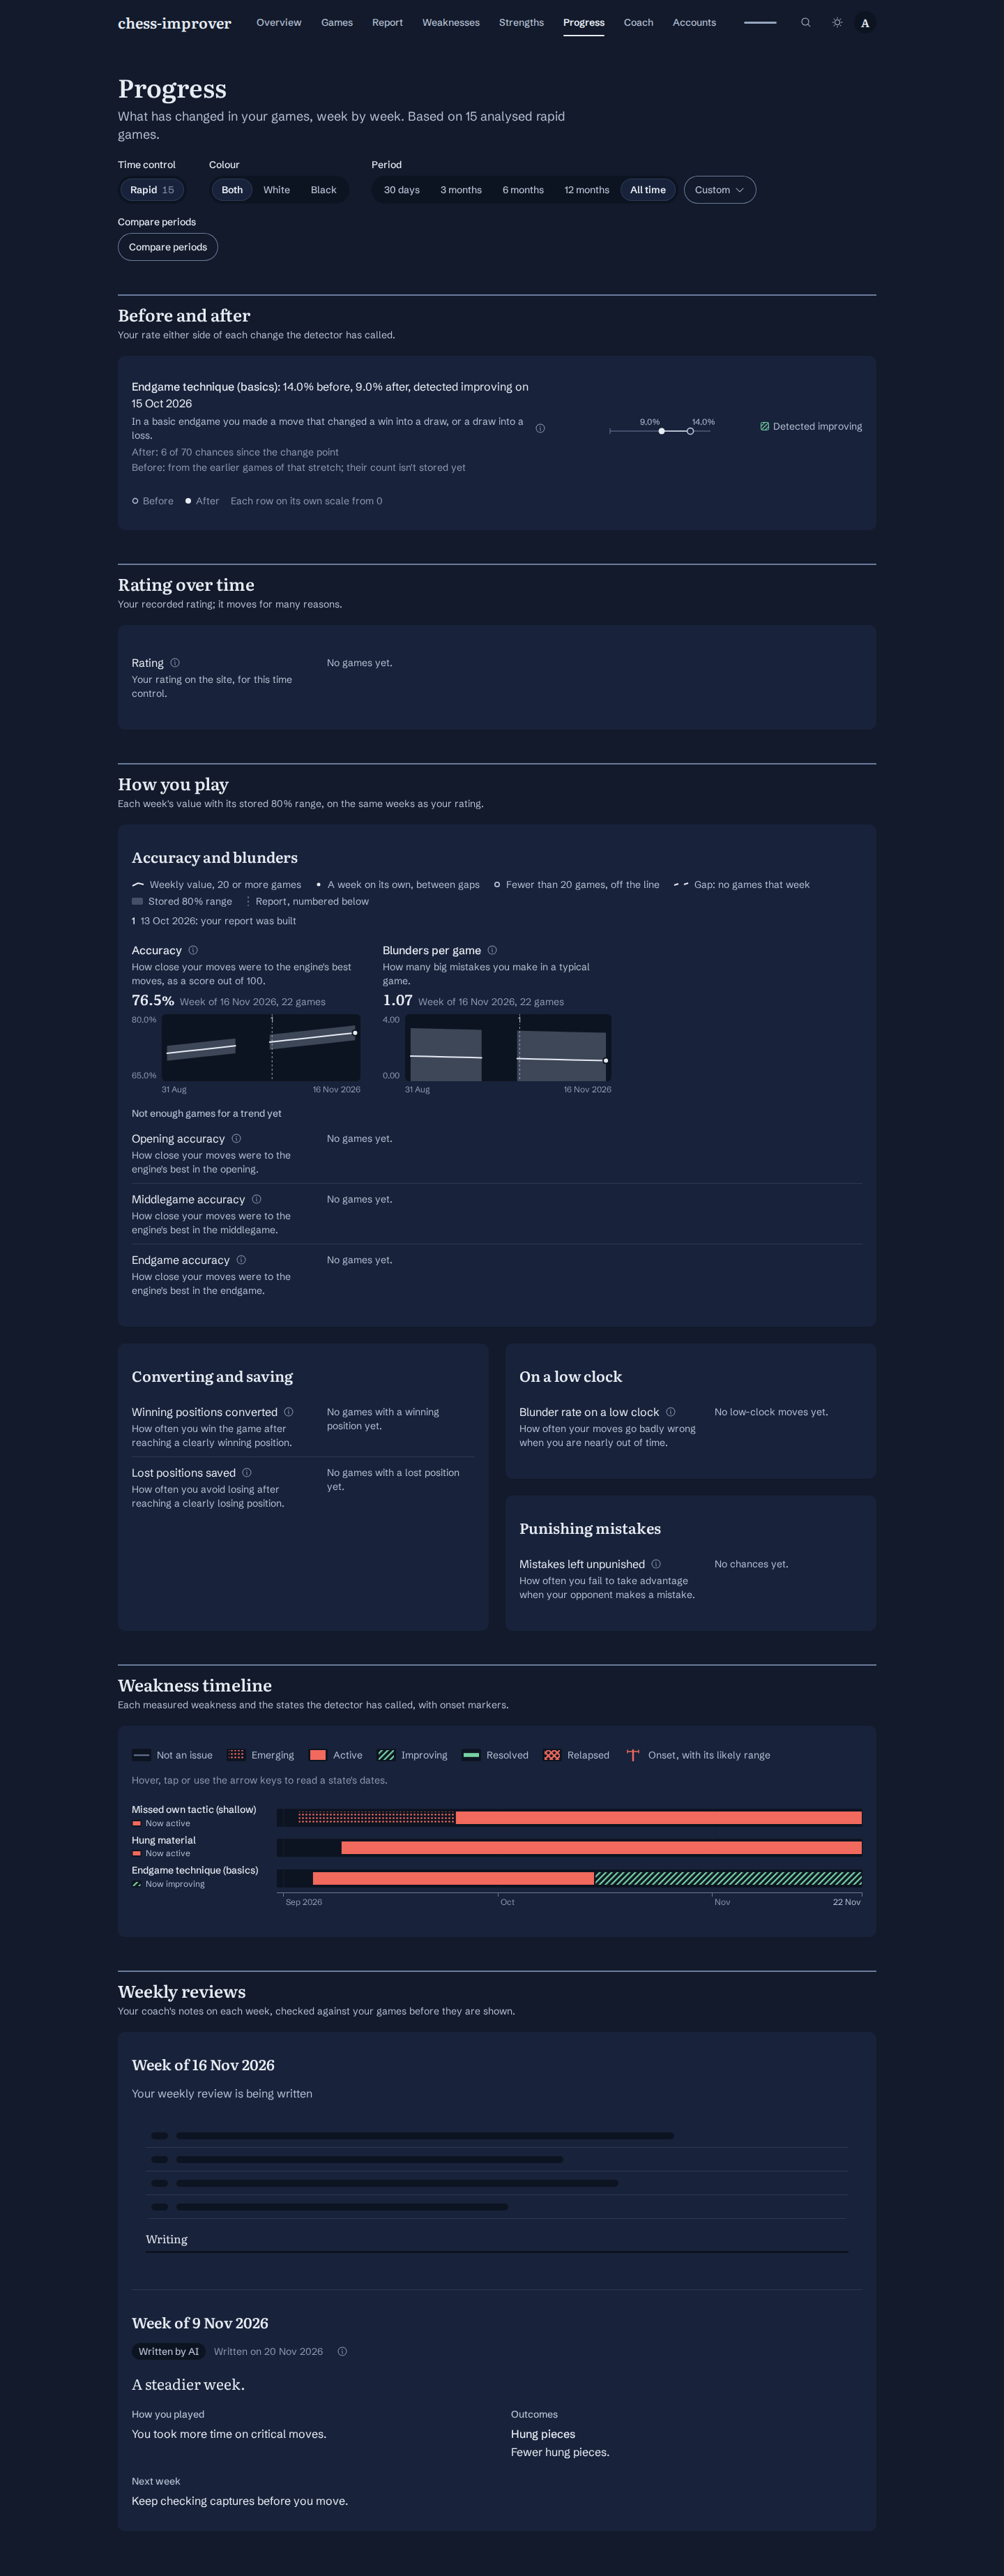 chess-improver
Overview
Games
Report
Weaknesses
Strengths
Progress
Coach
Accounts
A
Progress
What has changed in your games, week by week. Based on 15 analysed rapid
games.
Time control
Colour
Period
Rapid 15
Both
White
Black
30 days
3 months
6 months
12 months
All time
Custom
Compare periods
Compare periods
Before and after
Your rate either side of each change the detector has called.
Endgame technique (basics): 14.0% before, 9.0% after, detected improving on
15 Oct 2026
In a basic endgame you made a move that changed a win into a draw, or a draw into a
loss.
After: 6 of 70 chances since the change point
Before: from the earlier games of that stretch; their count isn't stored yet
9.0%
14.0%
Detected improving
Before
After
Each row on its own scale from 0
Rating over time
Your recorded rating; it moves for many reasons.
Rating
Your rating on the site, for this time
control.
No games yet.
How you play
Each week's value with its stored 80% range, on the same weeks as your rating.
Accuracy and blunders
Weekly value, 20 or more games
A week on its own, between gaps
Fewer than 20 games, off the line
Gap: no games that week
Stored 80% range
Report, numbered below
1 13 Oct 2026: your report was built
Accuracy
How close your moves were to the engine's best
moves, as a score out of 100.
76.5% Week of 16 Nov 2026, 22 games
80.0%
1
65.0%
31 Aug
16 Nov 2026
Blunders per game
How many big mistakes you make in a typical
game.
1.07 Week of 16 Nov 2026, 22 games
4.00
1
0.00
31 Aug
16 Nov 2026
Not enough games for a trend yet
Opening accuracy
How close your moves were to the
engine's best in the opening.
No games yet.
Middlegame accuracy
How close your moves were to the
engine's best in the middlegame.
No games yet.
Endgame accuracy
How close your moves were to the
engine's best in the endgame.
No games yet.
Converting and saving
Winning positions converted
How often you win the game after
reaching a clearly winning position.
No games with a winning
position yet.
Lost positions saved
How often you avoid losing after
reaching a clearly losing position.
No games with a lost position
yet.
On a low clock
Blunder rate on a low clock
How often your moves go badly wrong
when you are nearly out of time.
No low-clock moves yet.
Punishing mistakes
Mistakes left unpunished
How often you fail to take advantage
when your opponent makes a mistake.
No chances yet.
Weakness timeline
Each measured weakness and the states the detector has called, with onset markers.
Not an issue
Emerging
Active
Improving
Resolved
Relapsed
Onset, with its likely range
Hover, tap or use the arrow keys to read a state's dates.
Missed own tactic (shallow)
Now active
Hung material
Now active
Endgame technique (basics)
Now improving
Sep 2026
Oct
Nov
22 Nov
Weekly reviews
Your coach's notes on each week, checked against your games before they are shown.
Week of 16 Nov 2026
Your weekly review is being written
Writing
Week of 9 Nov 2026
Written by AI
Written on 20 Nov 2026
A steadier week.
How you played
You took more time on critical moves.
Outcomes
Hung pieces
Fewer hung pieces.
Next week
Keep checking captures before you move.